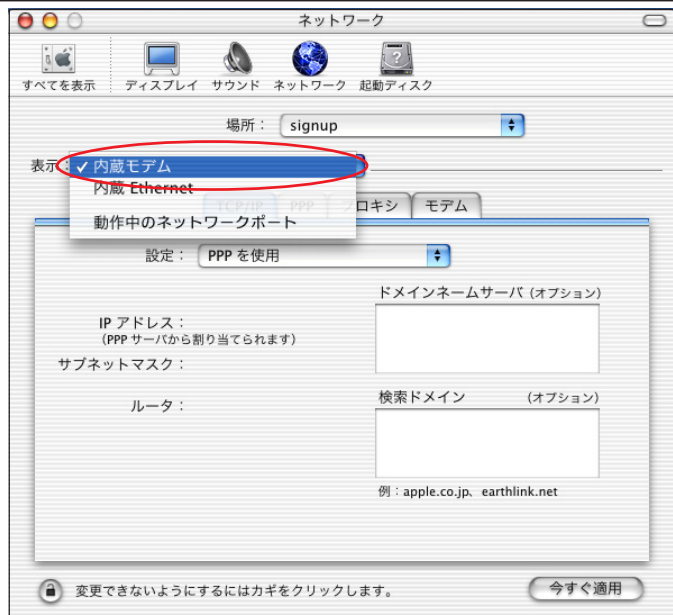 ネットワーク
すべてを表示 ディスプレイ サウンド ネットワーク 起動ディスク
場所： signup
表示： ✓ 内蔵モデム
内蔵 Ethernet
動作中のネットワークポート
TCP/IP PPP プロキシ モデム
設定： PPP を使用
ドメインネームサーバ (オプション)
IP アドレス：
（PPP サーバから割り当てられます）
サブネットマスク：
ルータ：
検索ドメイン (オプション)
例：apple.co.jp、earthlink.net
変更できないようにするにはカギをクリックします。
今すぐ適用